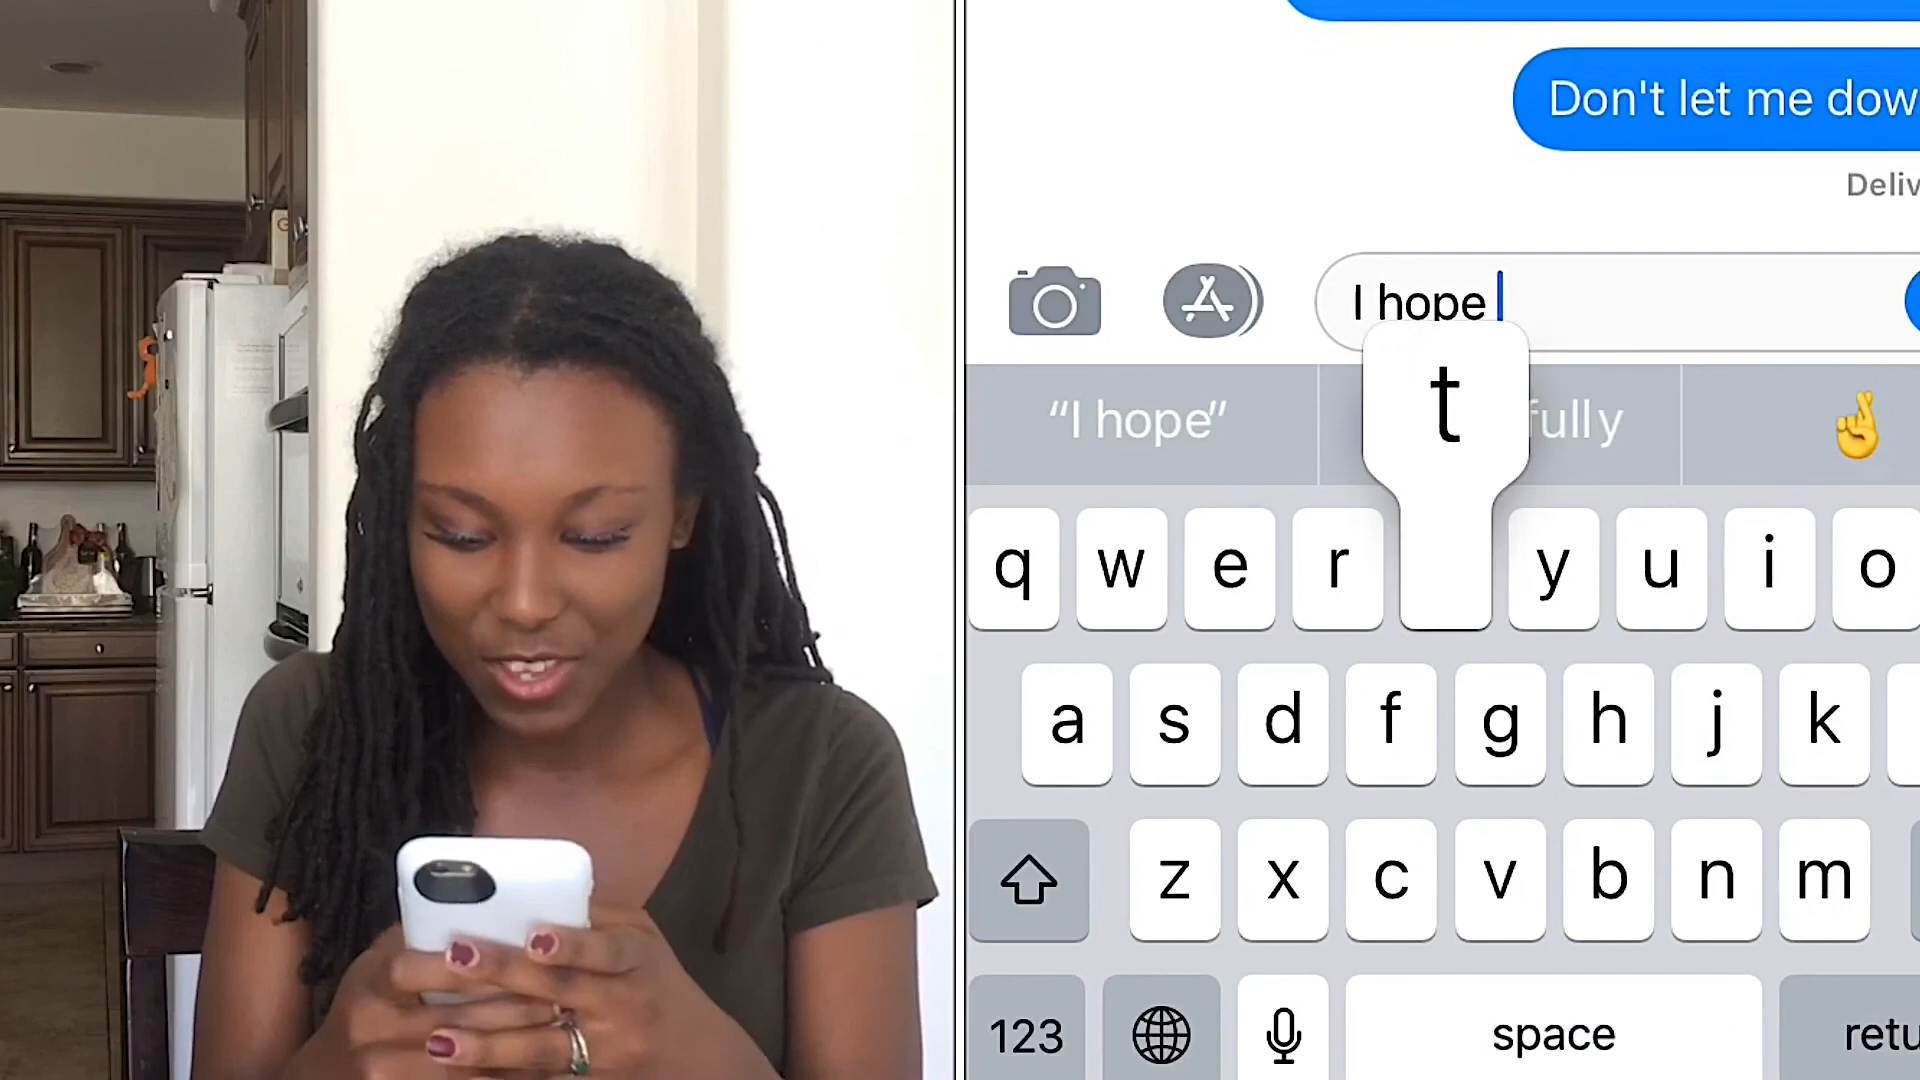 Don't let me dow
Deliv
I hope
t
“I hope”
fully
q w e r y u i o
a s d f g h j k
z x c v b n m
123
space
retu